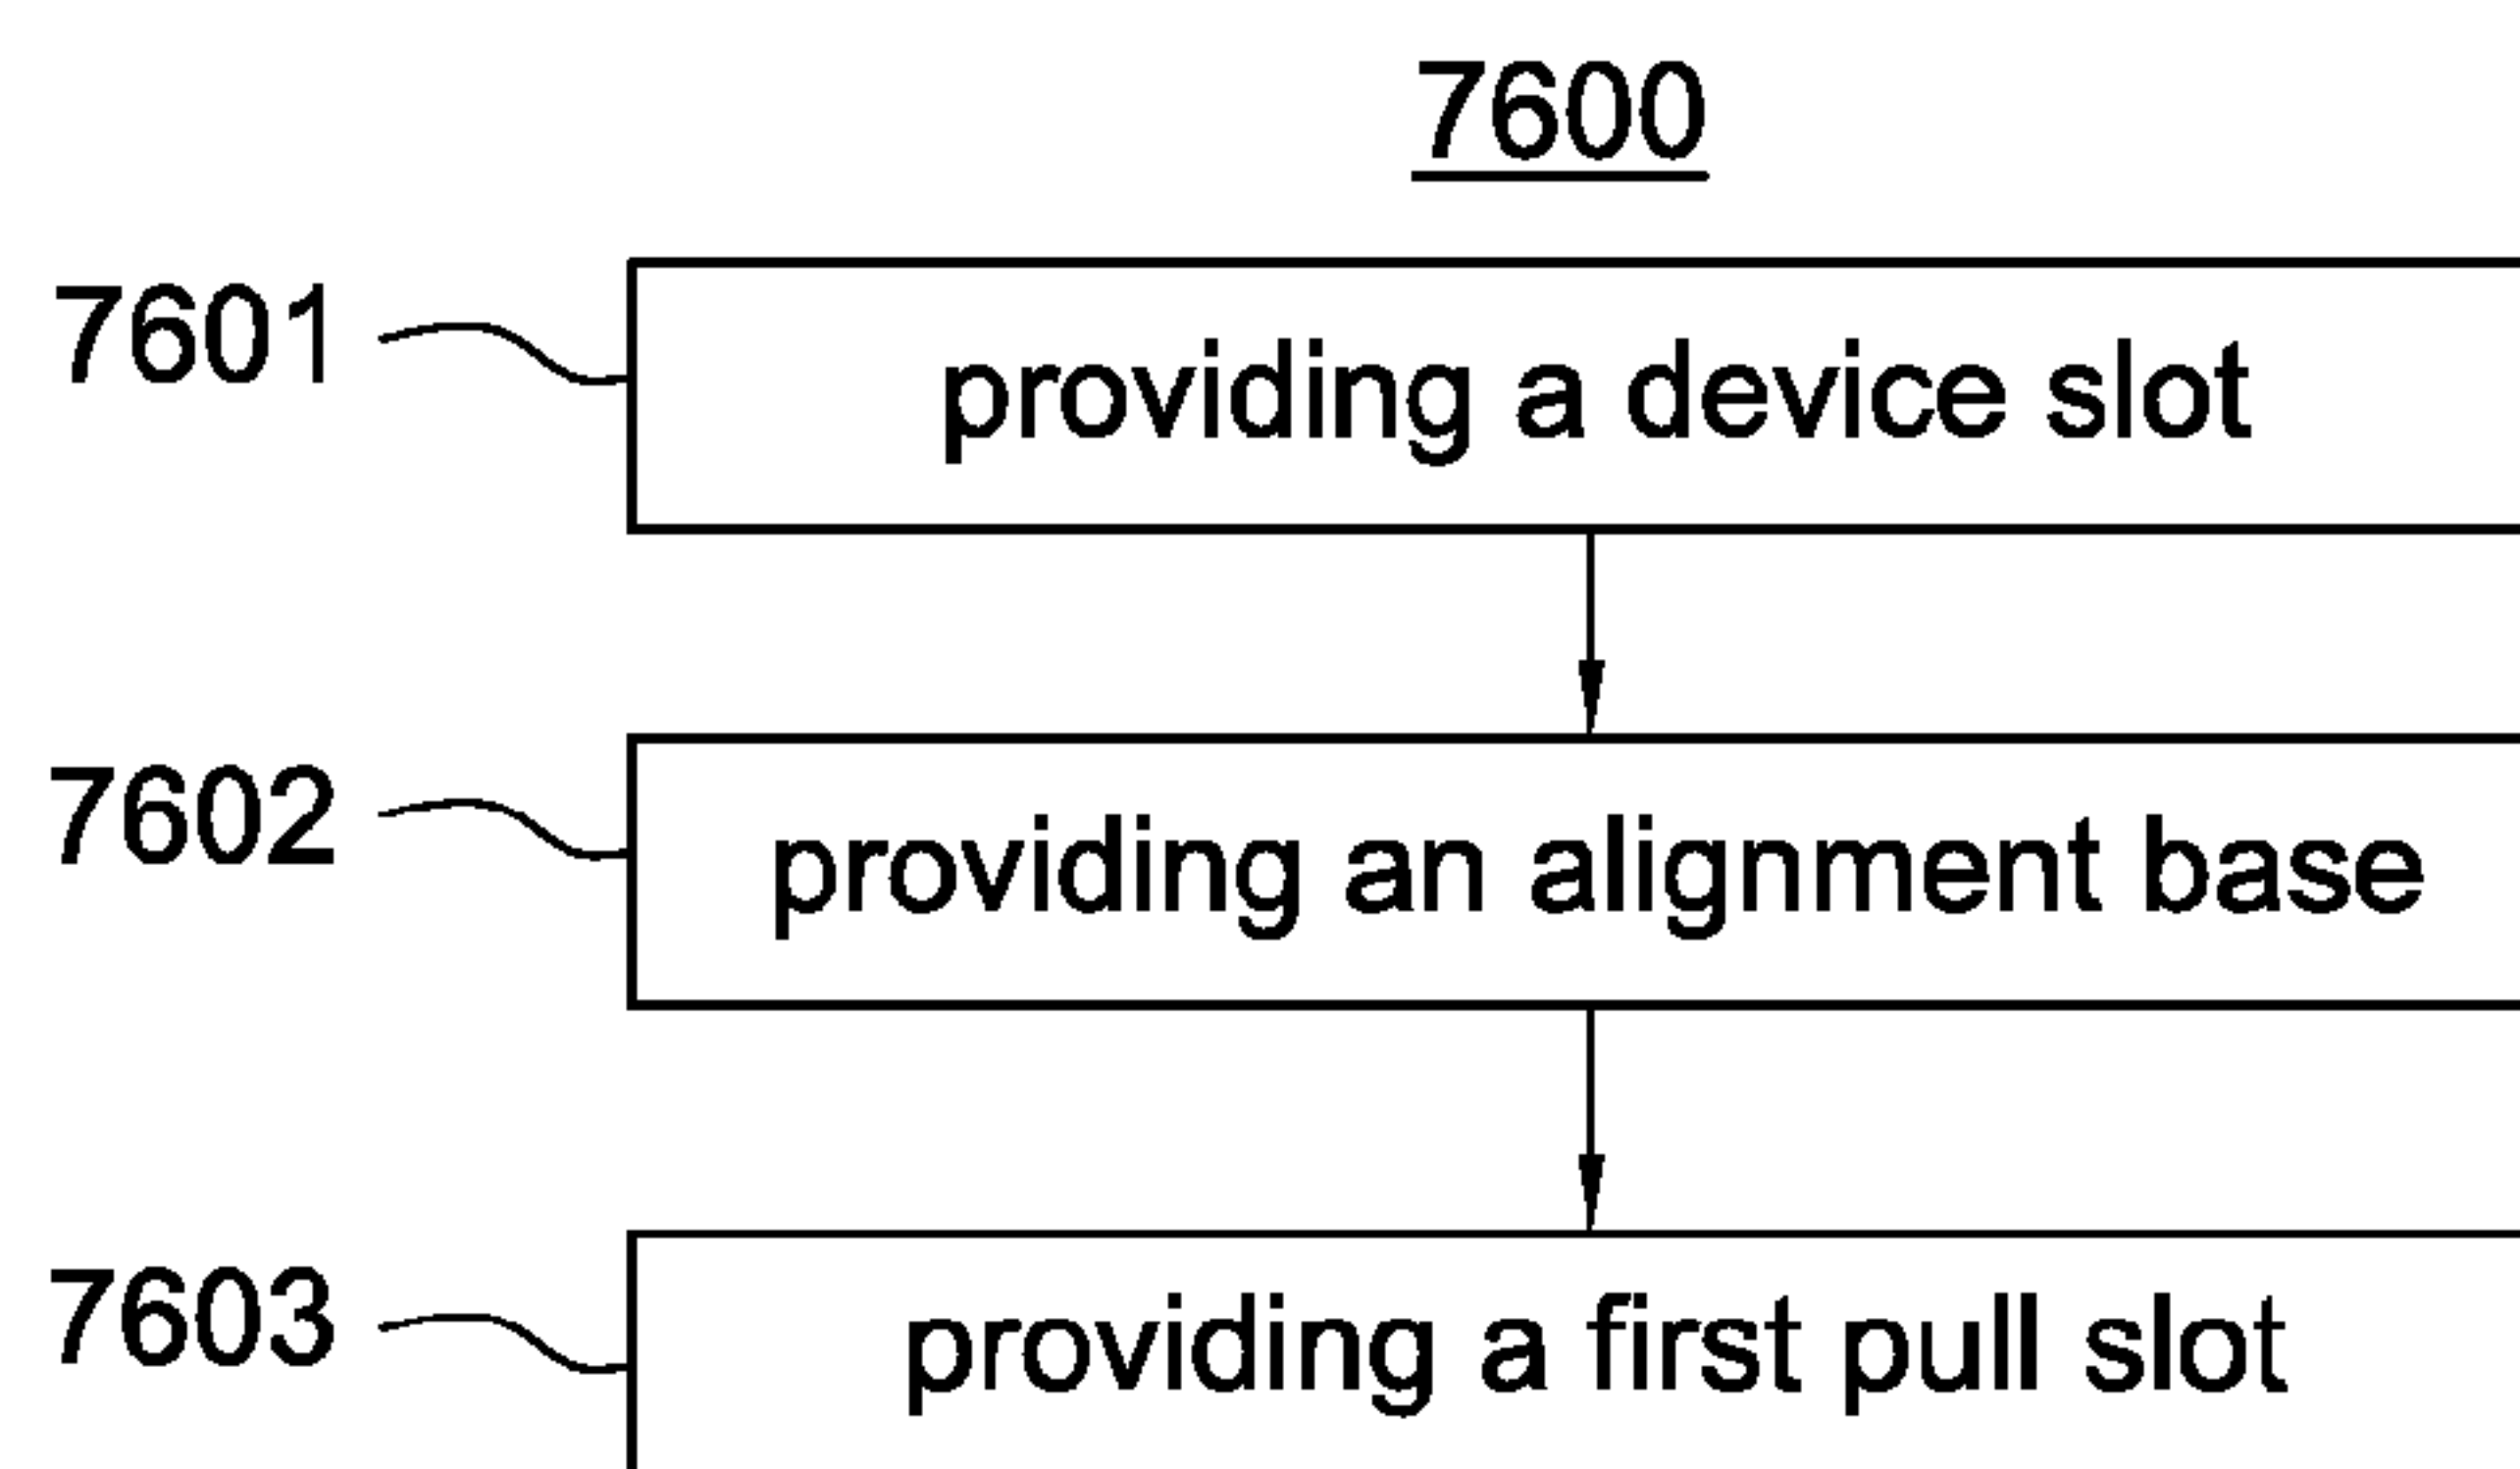 7600
7601 providing a device slot
7602 providing an alignment base
7603 providing a first pull slot